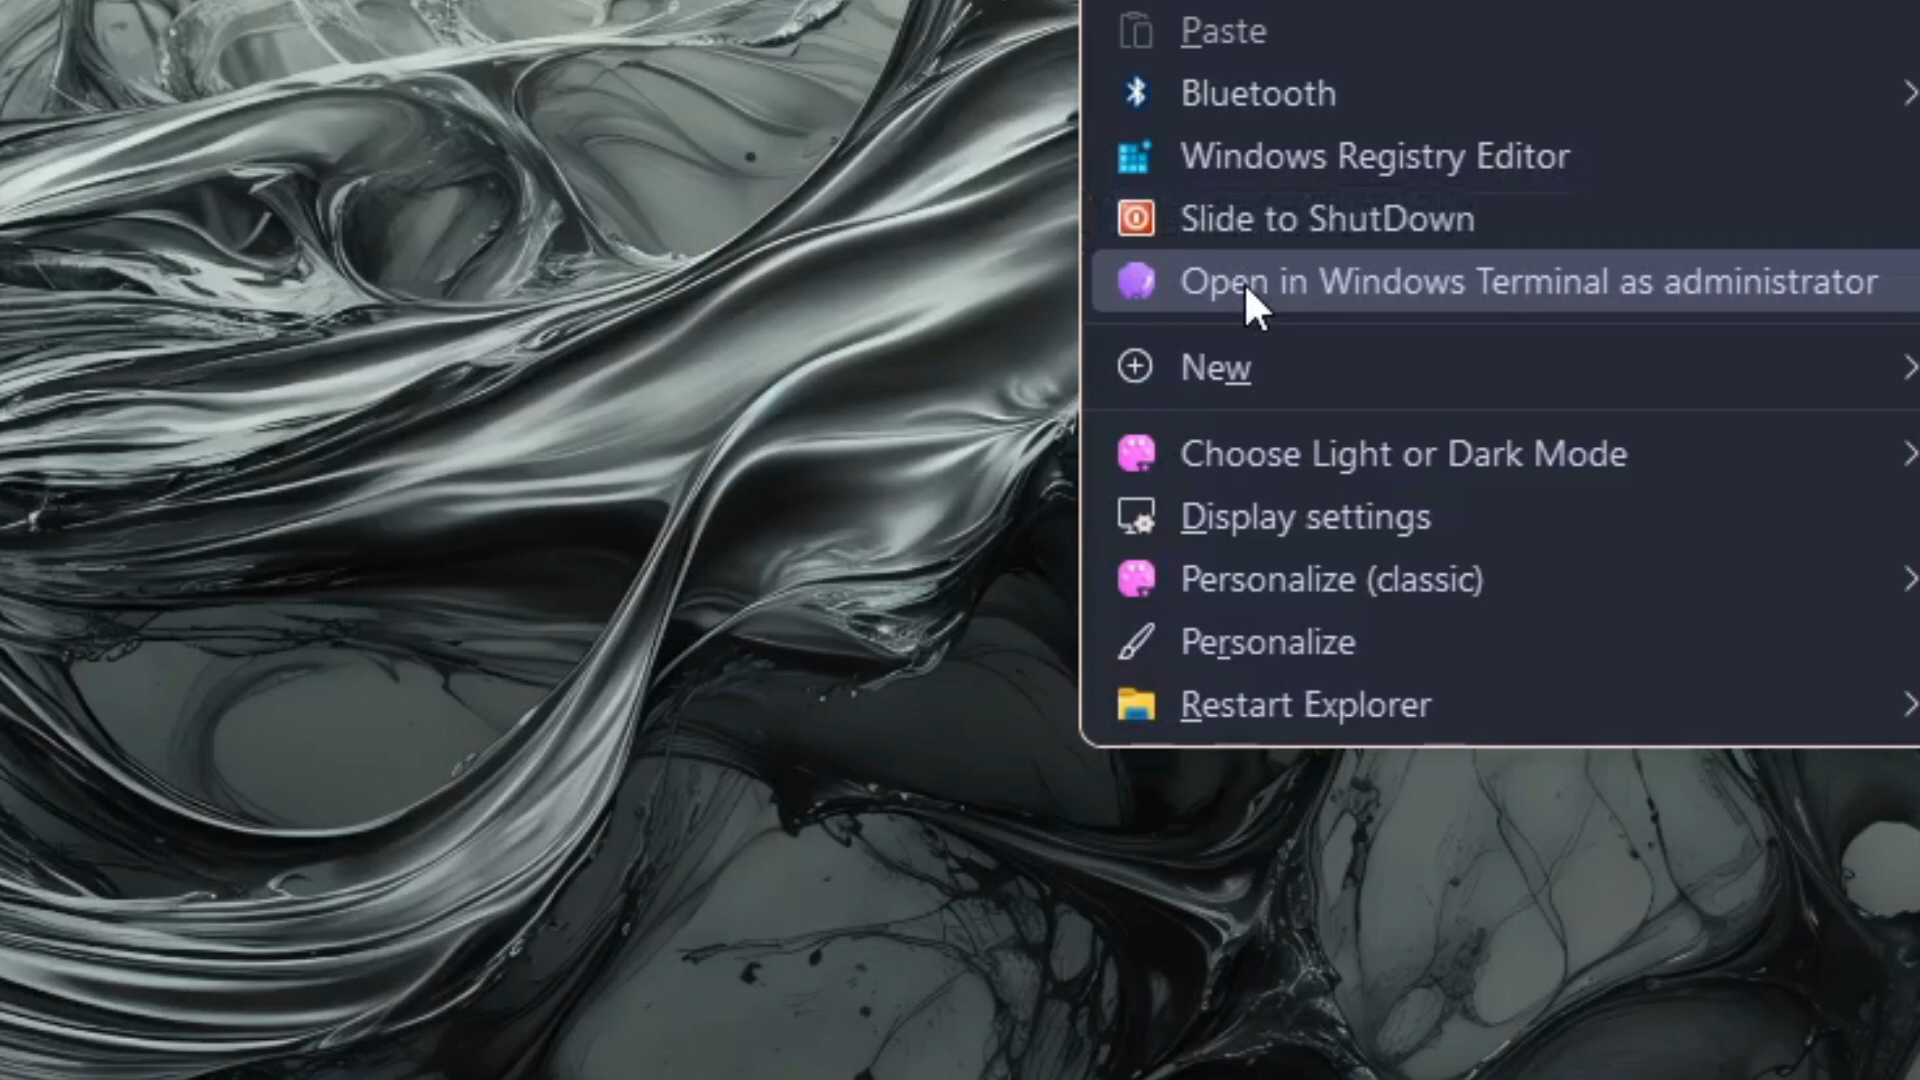 Paste
Bluetooth
Windows Registry Editor
Slide to ShutDown
Open in Windows Terminal as administrator
New
Choose Light or Dark Mode
Display settings
Personalize (classic)
Personalize
Restart Explorer